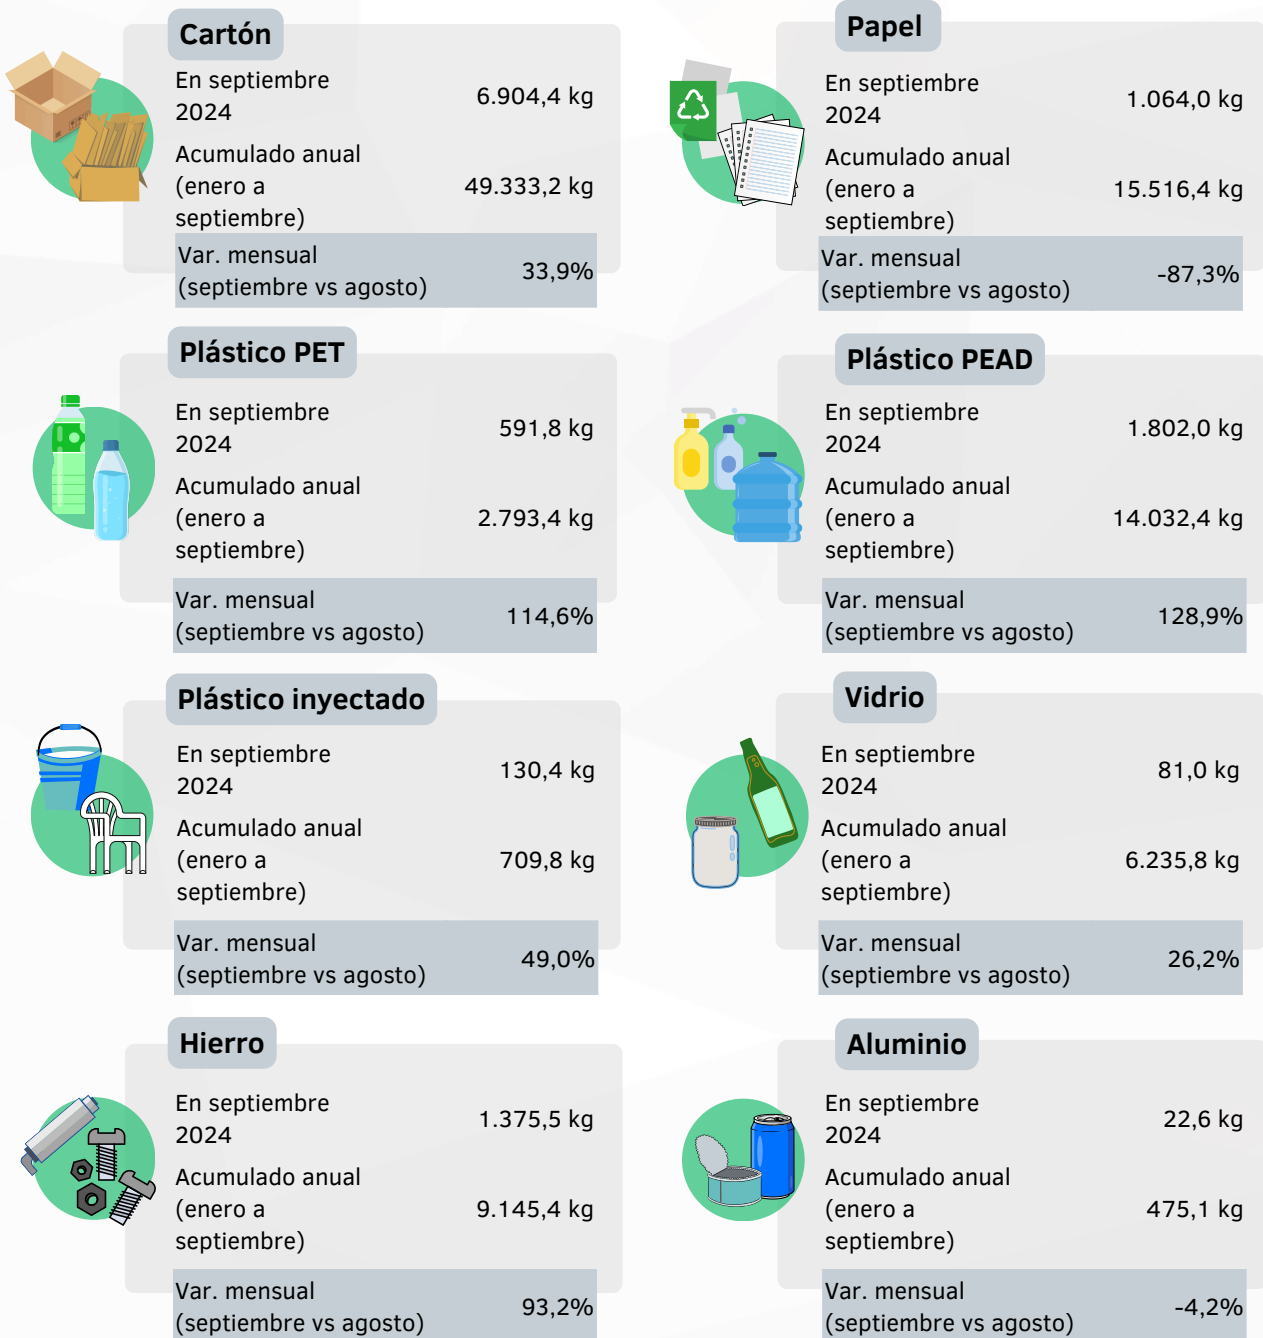 Cartón
En septiembre
2024
6.904,4 kg
Acumulado anual
(enero a
septiembre)
49.333,2 kg
Var. mensual
(septiembre vs agosto)
33,9%
Papel
En septiembre
2024
1.064,0 kg
Acumulado anual
(enero a
septiembre)
15.516,4 kg
Var. mensual
(septiembre vs agosto)
-87,3%
Plástico PET
En septiembre
2024
591,8 kg
Acumulado anual
(enero a
septiembre)
2.793,4 kg
Var. mensual
(septiembre vs agosto)
114,6%
Plástico PEAD
En septiembre
2024
1.802,0 kg
Acumulado anual
(enero a
septiembre)
14.032,4 kg
Var. mensual
(septiembre vs agosto)
128,9%
Plástico inyectado
En septiembre
2024
130,4 kg
Acumulado anual
(enero a
septiembre)
709,8 kg
Var. mensual
(septiembre vs agosto)
49,0%
Vidrio
En septiembre
2024
81,0 kg
Acumulado anual
(enero a
septiembre)
6.235,8 kg
Var. mensual
(septiembre vs agosto)
26,2%
Hierro
En septiembre
2024
1.375,5 kg
Acumulado anual
(enero a
septiembre)
9.145,4 kg
Var. mensual
(septiembre vs agosto)
93,2%
Aluminio
En septiembre
2024
22,6 kg
Acumulado anual
(enero a
septiembre)
475,1 kg
Var. mensual
(septiembre vs agosto)
-4,2%